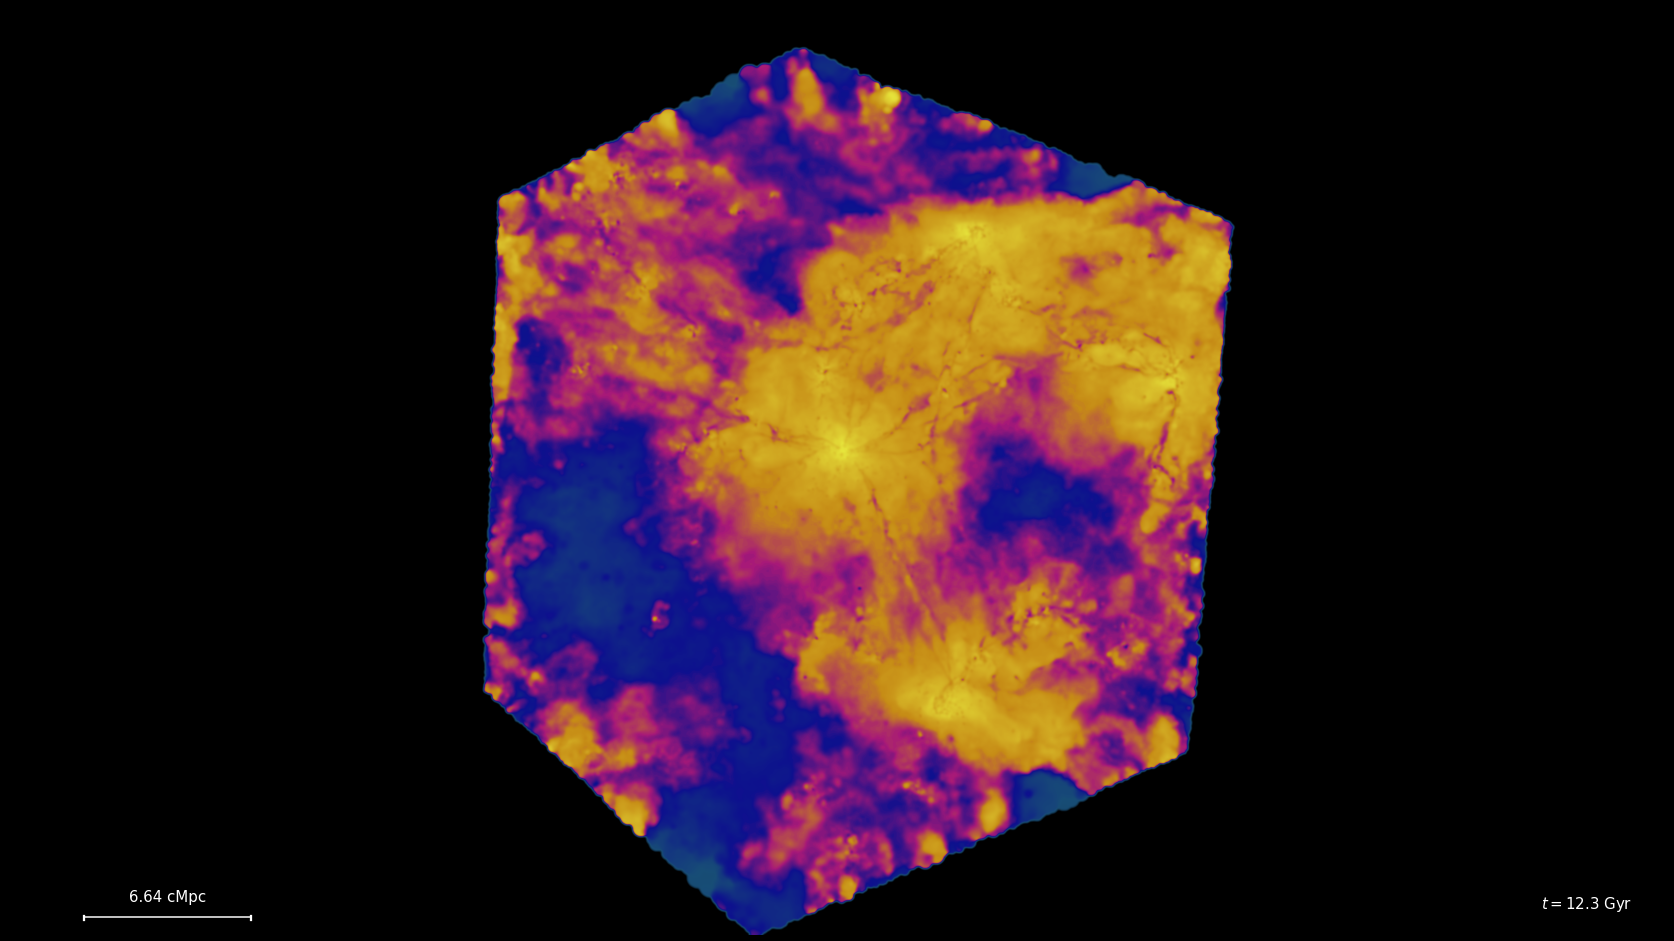 6.64 cMpc
t = 12.3 Gyr